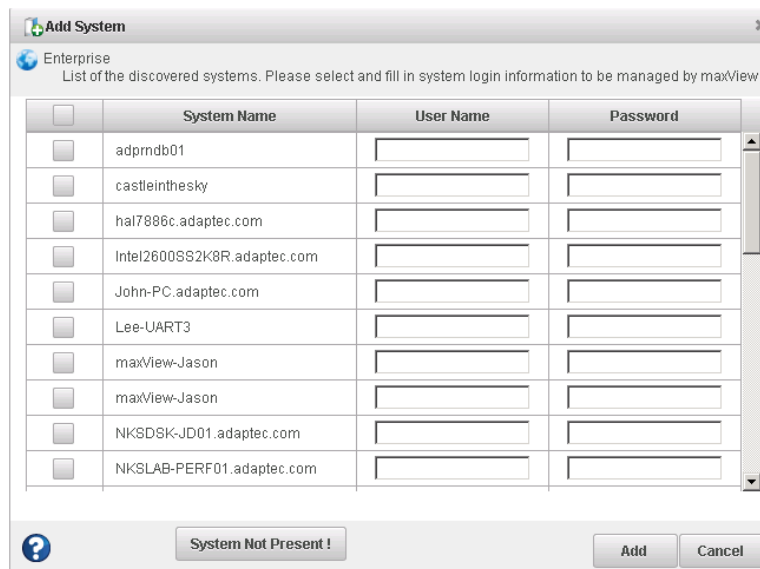 Add System
Enterprise
List of the discovered systems. Please select and fill in system login information to be managed by maxView
System Name User Name Password
adprndb01
castleinthesky
hal7886c.adaptec.com
Intel2600SS2K8R.adaptec.com
John-PC.adaptec.com
Lee-UART3
maxView-Jason
maxView-Jason
NKSDSK-JD01.adaptec.com
NKSLAB-PERF01.adaptec.com
System Not Present ! Add Cancel